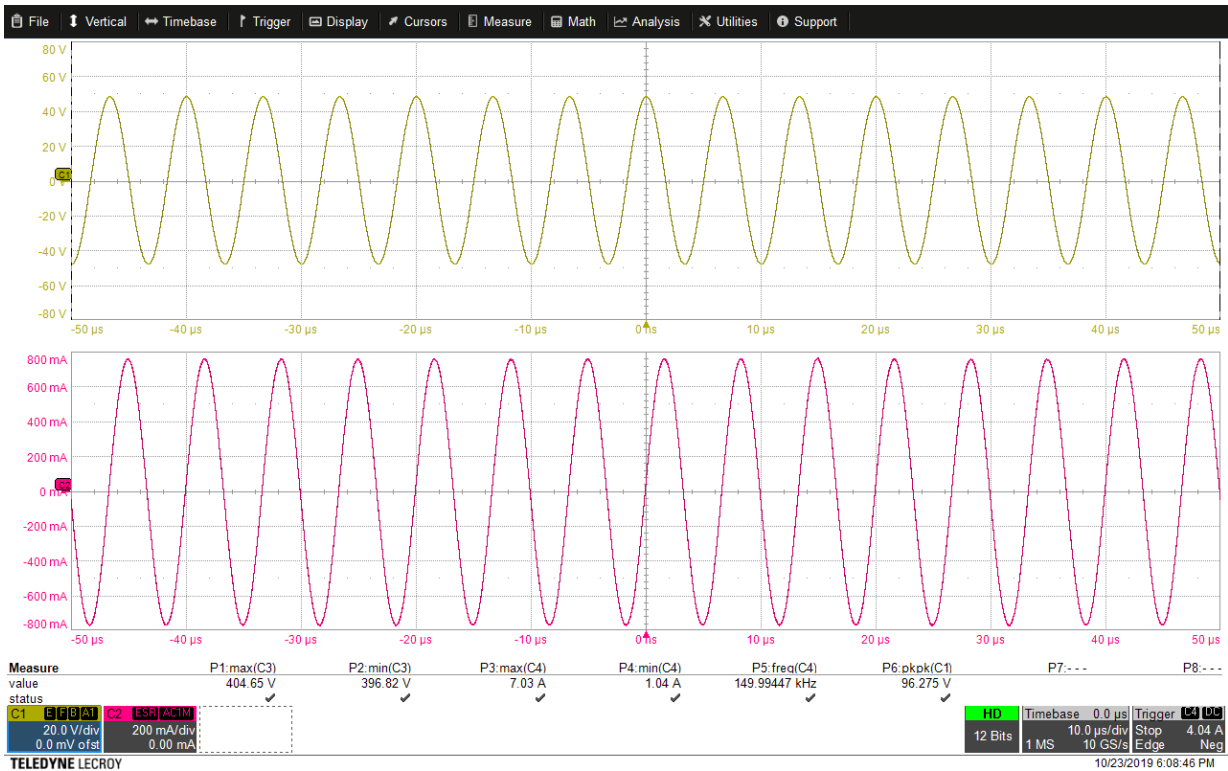 File Vertical Timebase Trigger Display Cursors Measure Math Analysis Utilities Support
80 V
60 V
40 V
20 V
C1
0 V
-20 V
-40 V
-60 V
-80 V
-50 µs -40 µs -30 µs -20 µs -10 µs 0 ns 10 µs 20 µs 30 µs 40 µs 50 µs
800 mA
600 mA
400 mA
200 mA
C2
0 mA
-200 mA
-400 mA
-600 mA
-800 mA
-50 µs -40 µs -30 µs -20 µs -10 µs 0 ns 10 µs 20 µs 30 µs 40 µs 50 µs
Measure P1:max(C3) P2:min(C3) P3:max(C4) P4:min(C4) P5:freq(C4) P6:pkpk(C1) P7:- - - P8:- - -
value 404.65 V 396.82 V 7.03 A 1.04 A 149.99447 kHz 96.275 V
status
C1 E F B A1 C2 ESR AC1M HD Timebase 0.0 µs Trigger C4 DC
20.0 V/div 200 mA/div 12 Bits 10.0 µs/div Stop 4.04 A
0.0 mV ofst 0.00 mA 1 MS 10 GS/s Edge Neg
TELEDYNE LECROY 10/23/2019 6:08:46 PM